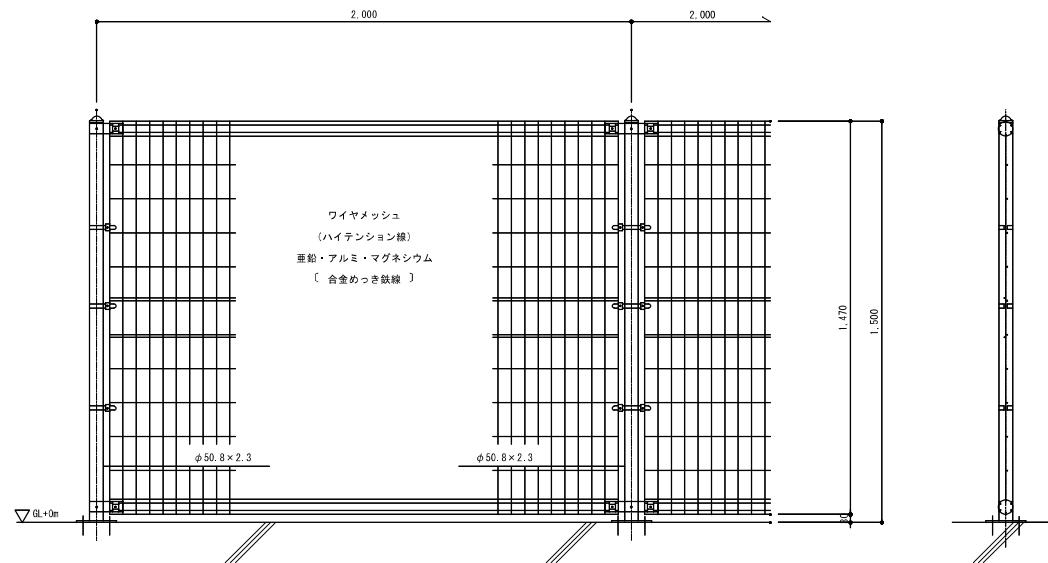 2,000
2,000
ワイヤメッシュ
(ハイテンション線)
亜鉛・アルミ・マグネシウム
〔 合金めっき鉄線 〕
1,470
1,500
φ50.8×2.3
φ50.8×2.3
GL+0m
30